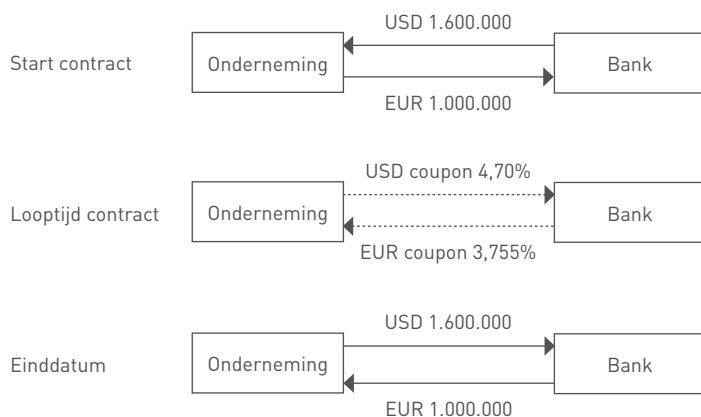 USD 1.600.000
Start contract
Onderneming
Bank
EUR 1.000.000
USD coupon 4,70%
Looptijd contract
Onderneming
Bank
EUR coupon 3,755%
USD 1.600.000
Einddatum
Onderneming
Bank
EUR 1.000.000